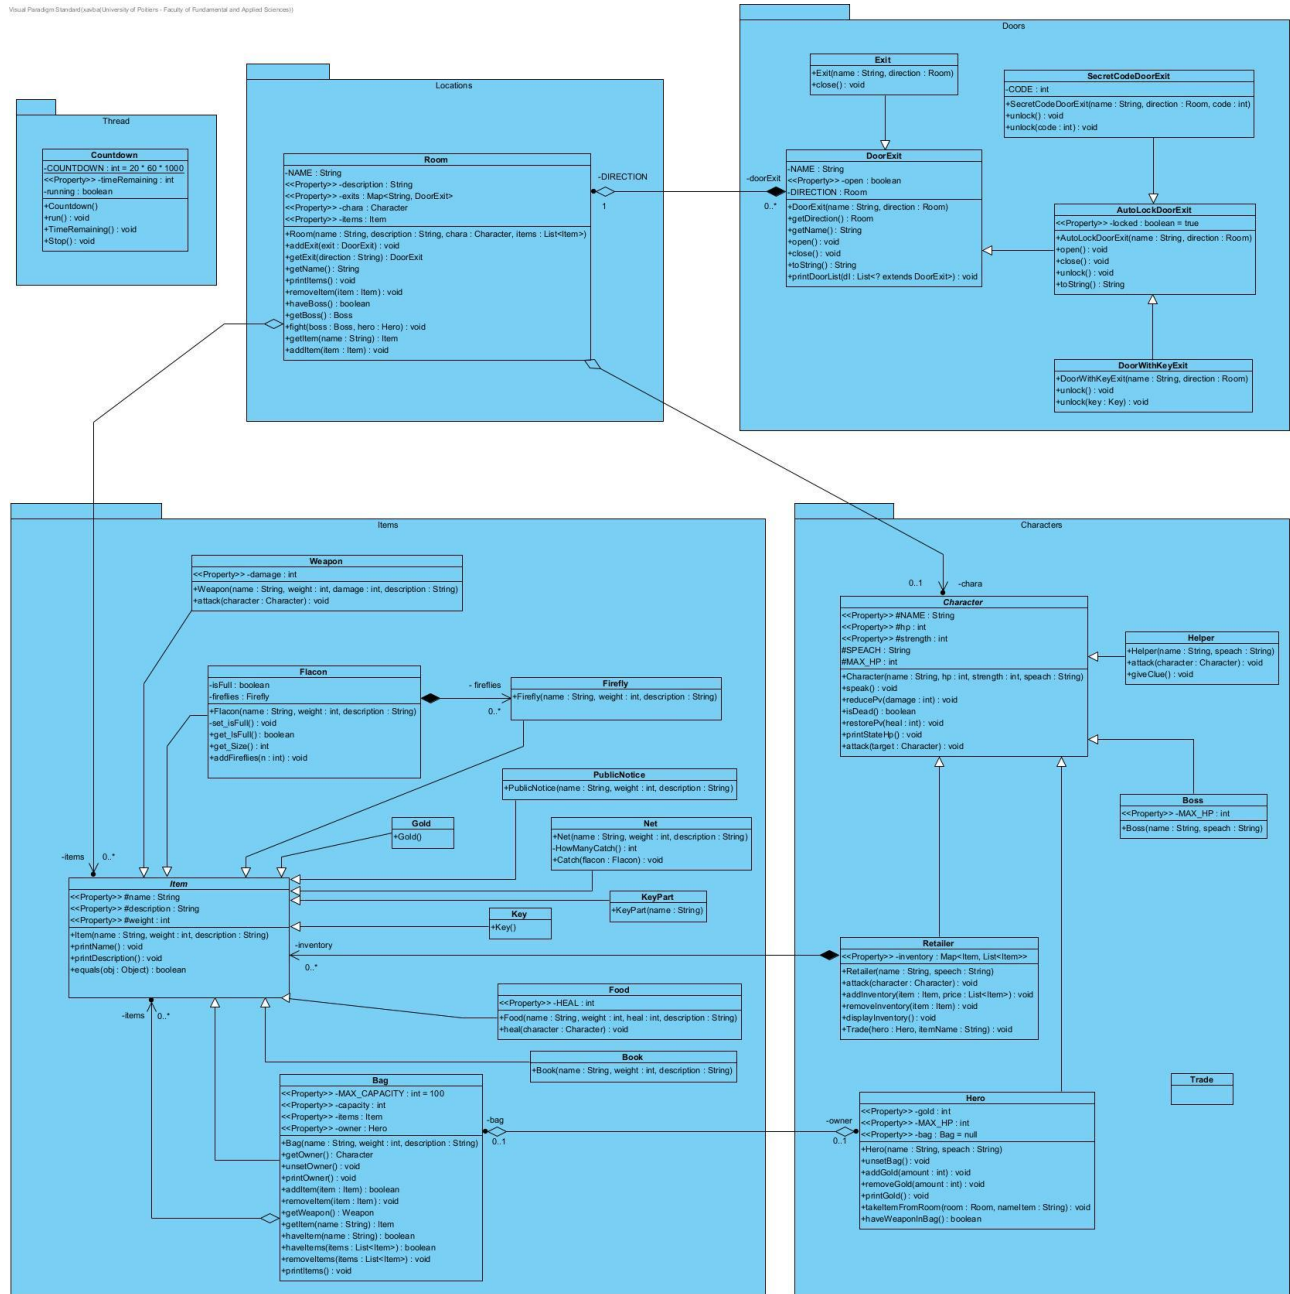 Visual Paradigm Standard(xavba(University of Poitiers - Faculty of Fundamental and Applied Sciences))
Doors
Exit
+Exit(name : String, direction : Room)
+close() : void
SecretCodeDoorExit
-CODE : int
+SecretCodeDoorExit(name : String, direction : Room, code : int)
+unlock() : void
+unlock(code : int) : void
DoorExit
-NAME : String
<<Property>> -open : boolean
-DIRECTION : Room
+DoorExit(name : String, direction : Room)
+getDirection() : Room
+getName() : String
+open() : void
+close() : void
+toString() : String
+printDoorList(dl : List<? extends DoorExit>) : void
AutoLockDoorExit
<<Property>> -locked : boolean = true
+AutoLockDoorExit(name : String, direction : Room)
+open() : void
+close() : void
+unlock() : void
+toString() : String
DoorWithKeyExit
+DoorWithKeyExit(name : String, direction : Room)
+unlock() : void
+unlock(key : Key) : void
Locations
Room
-NAME : String
<<Property>> -description : String
<<Property>> -exits : Map<String, DoorExit>
<<Property>> -chara : Character
<<Property>> -items : Item
+Room(name : String, description : String, chara : Character, items : List<Item>)
+addExit(exit : DoorExit) : void
+getExit(direction : String) : DoorExit
+getName() : String
+printItems() : void
+removeItem(item : Item) : void
+haveBoss() : boolean
+getBoss() : Boss
+fight(boss : Boss, hero : Hero) : void
+getItem(name : String) : Item
+addItem(item : Item) : void
-DIRECTION
1
-doorExit
0..*
Thread
Countdown
-COUNTDOWN : int = 20 * 60 * 1000
<<Property>> -timeRemaining : int
-running : boolean
+Countdown()
+run() : void
+TimeRemaining() : void
+Stop() : void
Items
Weapon
<<Property>> -damage : int
+Weapon(name : String, weight : int, damage : int, description : String)
+attack(character : Character) : void
Flacon
-isFull : boolean
-fireflies : Firefly
+Flacon(name : String, weight : int, description : String)
-set_isFull() : void
+get_IsFull() : boolean
+get_Size() : int
+addFireflies(n : int) : void
- fireflies
0..*
Firefly
+Firefly(name : String, weight : int, description : String)
PublicNotice
+PublicNotice(name : String, weight : int, description : String)
Gold
+Gold()
Net
+Net(name : String, weight : int, description : String)
-HowManyCatch() : int
+Catch(flacon : Flacon) : void
KeyPart
+KeyPart(name : String)
Key
+Key()
-items
0..*
Item
<<Property>> #name : String
<<Property>> #description : String
<<Property>> #weight : int
+Item(name : String, weight : int, description : String)
+printName() : void
+printDescription() : void
+equals(obj : Object) : boolean
-inventory
0..*
-items
0..*
Food
<<Property>> -HEAL : int
+Food(name : String, weight : int, heal : int, description : String)
+heal(character : Character) : void
Book
+Book(name : String, weight : int, description : String)
Bag
<<Property>> -MAX_CAPACITY : int = 100
<<Property>> -capacity : int
<<Property>> -items : Item
<<Property>> -owner : Hero
+Bag(name : String, weight : int, description : String)
+getOwner() : Character
+unsetOwner() : void
+printOwner() : void
+addItem(item : Item) : boolean
+removeItem(item : Item) : void
+getWeapon() : Weapon
+getItem(name : String) : Item
+haveItem(name : String) : boolean
+haveItems(items : List<Item>) : boolean
+removeItems(items : List<Item>) : void
+printItems() : void
-bag
0..1
-owner
0..1
Characters
0..1
-chara
Character
<<Property>> #NAME : String
<<Property>> #hp : int
<<Property>> #strength : int
#SPEACH : String
#MAX_HP : int
+Character(name : String, hp : int, strength : int, speach : String)
+speak() : void
+reducePv(damage : int) : void
+isDead() : boolean
+restorePv(heal : int) : void
+printStateHp() : void
+attack(target : Character) : void
Helper
+Helper(name : String, speach : String)
+attack(character : Character) : void
+giveClue() : void
Boss
<<Property>> -MAX_HP : int
+Boss(name : String, speach : String)
Retailer
<<Property>> -inventory : Map<Item, List<Item>>
+Retailer(name : String, speech : String)
+attack(character : Character) : void
+addInventory(item : Item, price : List<Item>) : void
+removeInventory(item : Item) : void
+displayInventory() : void
+Trade(hero : Hero, itemName : String) : void
Trade
Hero
<<Property>> -gold : int
<<Property>> -MAX_HP : int
<<Property>> -bag : Bag = null
+Hero(name : String, speach : String)
+unsetBag() : void
+addGold(amount : int) : void
+removeGold(amount : int) : void
+printGold() : void
+takeItemFromRoom(room : Room, nameItem : String) : void
+haveWeaponInBag() : boolean